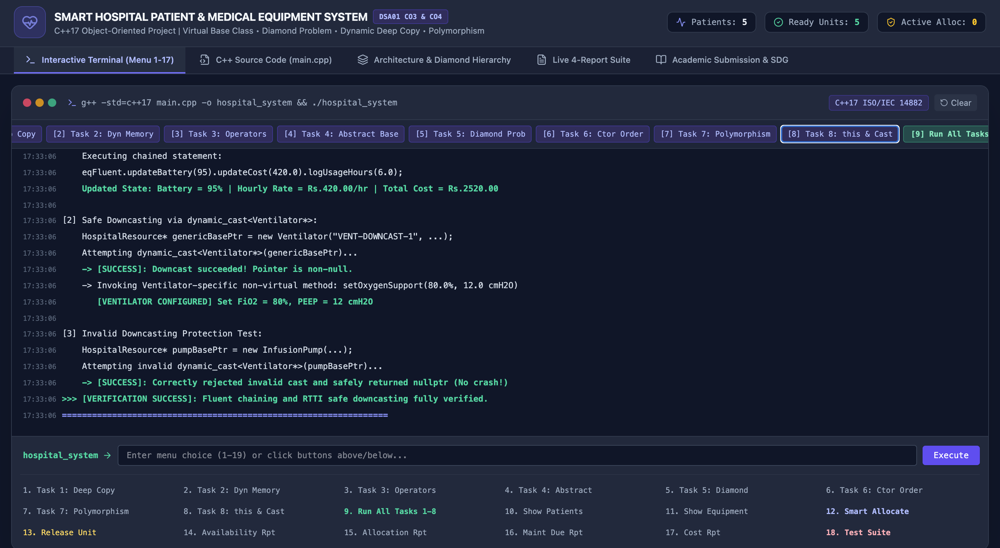 SMART HOSPITAL PATIENT & MEDICAL EQUIPMENT SYSTEM DSA01 CO3 & CO4
C++17 Object-Oriented Project | Virtual Base Class • Diamond Problem • Dynamic Deep Copy • Polymorphism
Patients: 5
Ready Units: 5
Active Alloc: 0
Interactive Terminal (Menu 1-17)
C++ Source Code (main.cpp)
Architecture & Diamond Hierarchy
Live 4-Report Suite
Academic Submission & SDG
g++ -std=c++17 main.cpp -o hospital_system && ./hospital_system
C++17 ISO/IEC 14882
Clear
Copy
[2] Task 2: Dyn Memory
[3] Task 3: Operators
[4] Task 4: Abstract Base
[5] Task 5: Diamond Prob
[6] Task 6: Ctor Order
[7] Task 7: Polymorphism
[8] Task 8: this & Cast
[9] Run All Tasks
17:33:06 Executing chained statement:
17:33:06 eqFluent.updateBattery(95).updateCost(420.0).logUsageHours(6.0);
17:33:06 Updated State: Battery = 95% | Hourly Rate = Rs.420.00/hr | Total Cost = Rs.2520.00
17:33:06
17:33:06 [2] Safe Downcasting via dynamic_cast<Ventilator*>:
17:33:06 HospitalResource* genericBasePtr = new Ventilator("VENT-DOWNCAST-1", ...);
17:33:06 Attempting dynamic_cast<Ventilator*>(genericBasePtr)...
17:33:06 -> [SUCCESS]: Downcast succeeded! Pointer is non-null.
17:33:06 -> Invoking Ventilator-specific non-virtual method: setOxygenSupport(80.0%, 12.0 cmH2O)
17:33:06 [VENTILATOR CONFIGURED] Set FiO2 = 80%, PEEP = 12 cmH2O
17:33:06
17:33:06 [3] Invalid Downcasting Protection Test:
17:33:06 HospitalResource* pumpBasePtr = new InfusionPump(...);
17:33:06 Attempting invalid dynamic_cast<Ventilator*>(pumpBasePtr)...
17:33:06 -> [SUCCESS]: Correctly rejected invalid cast and safely returned nullptr (No crash!)
17:33:06 >>> [VERIFICATION SUCCESS]: Fluent chaining and RTTI safe downcasting fully verified.
17:33:06 =================================================================
hospital_system → Enter menu choice (1-19) or click buttons above/below...
Execute
1. Task 1: Deep Copy
2. Task 2: Dyn Memory
3. Task 3: Operators
4. Task 4: Abstract
5. Task 5: Diamond
6. Task 6: Ctor Order
7. Task 7: Polymorphism
8. Task 8: this & Cast
9. Run All Tasks 1-8
10. Show Patients
11. Show Equipment
12. Smart Allocate
13. Release Unit
14. Availability Rpt
15. Allocation Rpt
16. Maint Due Rpt
17. Cost Rpt
18. Test Suite